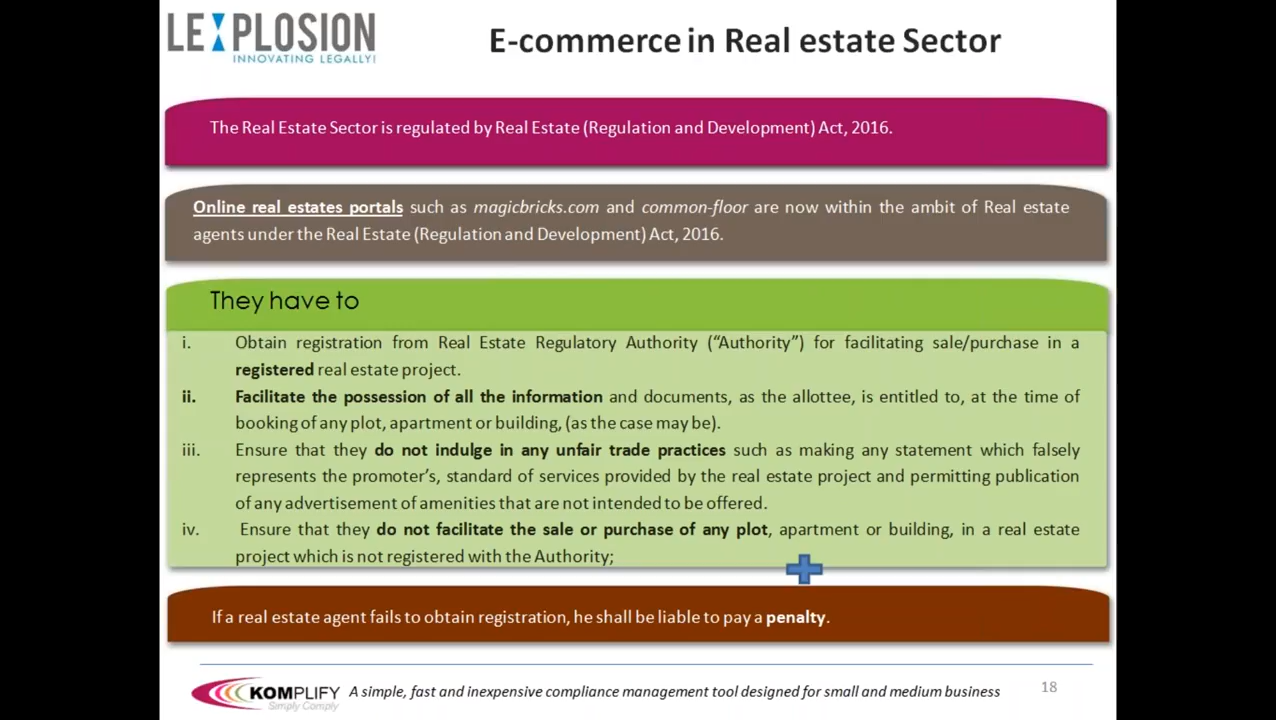 LEXPLOSION
INNOVATING LEGALLY!
E-commerce in Real estate Sector
The Real Estate Sector is regulated by Real Estate (Regulation and Development) Act, 2016.
Online real estates portals such as magicbricks.com and common-floor are now within the ambit of Real estate
agents under the Real Estate (Regulation and Development) Act, 2016.
They have to
i. Obtain registration from Real Estate Regulatory Authority (“Authority”) for facilitating sale/purchase in a
registered real estate project.
ii. Facilitate the possession of all the information and documents, as the allottee, is entitled to, at the time of
booking of any plot, apartment or building, (as the case may be).
iii. Ensure that they do not indulge in any unfair trade practices such as making any statement which falsely
represents the promoter’s, standard of services provided by the real estate project and permitting publication
of any advertisement of amenities that are not intended to be offered.
iv. Ensure that they do not facilitate the sale or purchase of any plot, apartment or building, in a real estate
project which is not registered with the Authority;
If a real estate agent fails to obtain registration, he shall be liable to pay a penalty.
KOMPLIFY
Simply Comply
A simple, fast and inexpensive compliance management tool designed for small and medium business
18